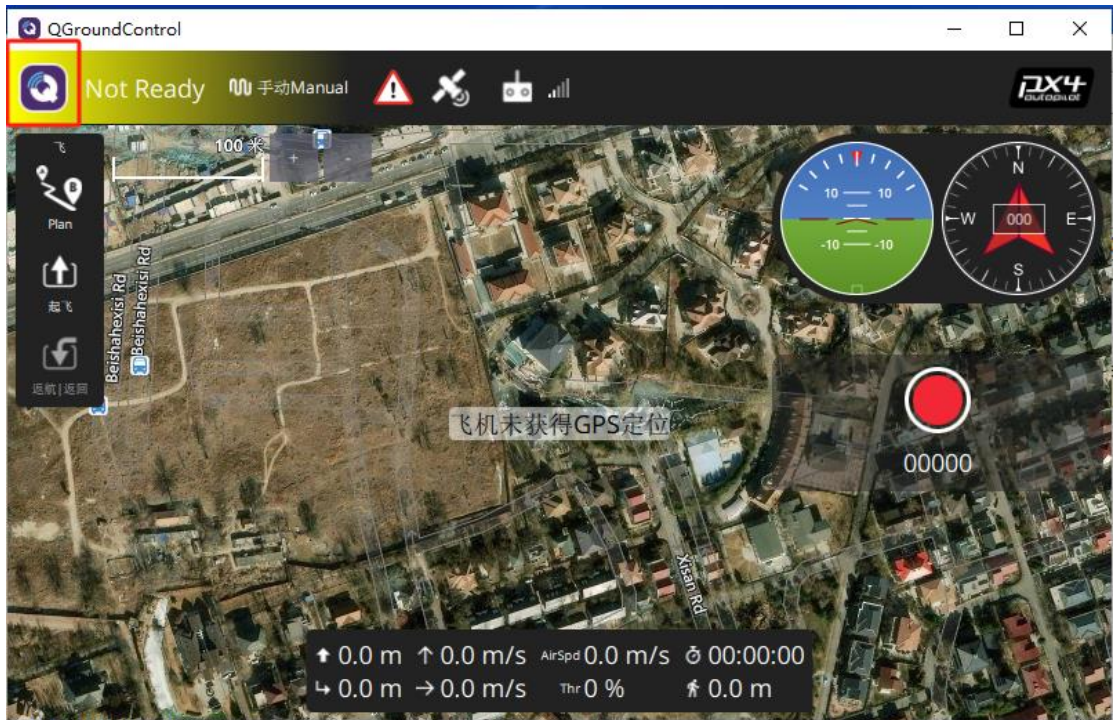 QGroundControl
Not Ready
手动Manual
px4
autopilot
飞
100 米
+
-
Plan
起飞
返航|返回
Beishahexisi Rd
Beishahexisi Rd
10 10
-10 -10
N
W 000 E
S
飞机未获得GPS定位
00000
Xisan Rd
0.0 m 0.0 m/s AirSpd 0.0 m/s 00:00:00
0.0 m 0.0 m/s Thr 0 % 0.0 m